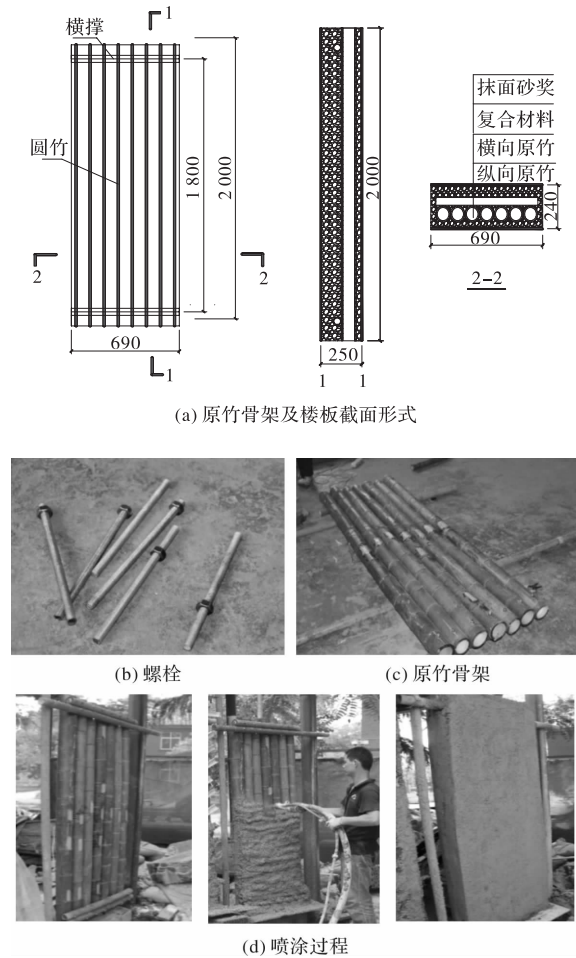 1
横撑
圆竹
1 800
2 000
2
2
690
1
2 000
250
1
1
抹面砂浆
复合材料
横向原竹
纵向原竹
240
690
2-2
(a) 原竹骨架及楼板截面形式
(b) 螺栓
(c) 原竹骨架
(d) 喷涂过程